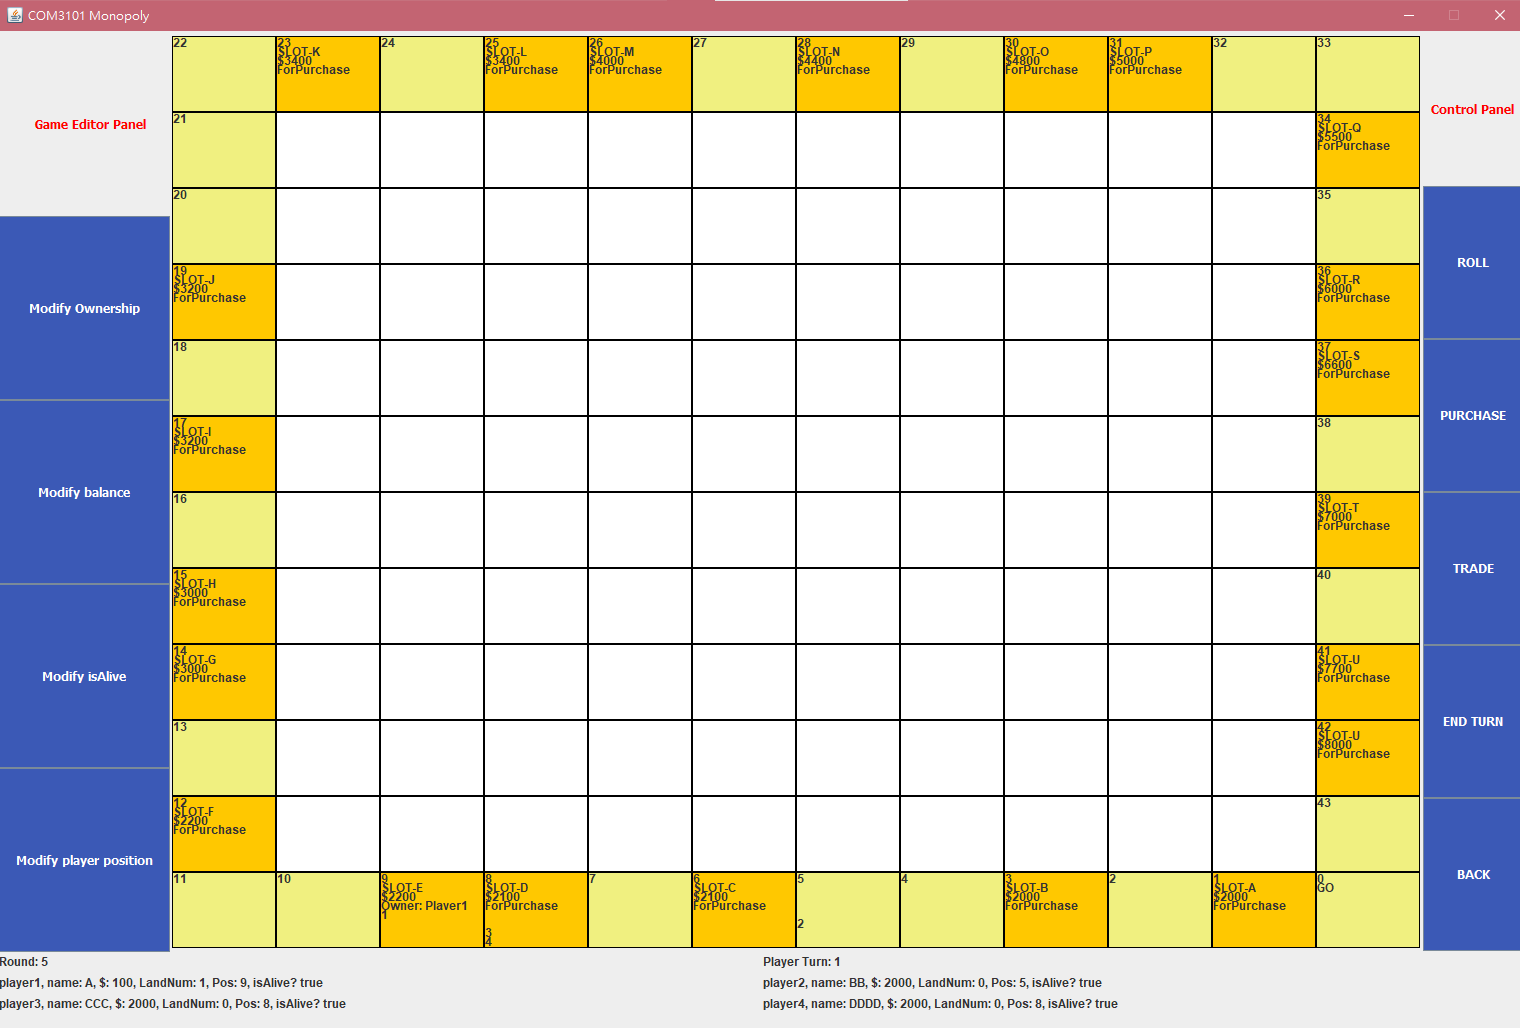 COM3101 Monopoly
Game Editor Panel
Modify Ownership
Modify balance
Modify isAlive
Modify player position
22
23
SLOT-K
$3400
ForPurchase
24
25
SLOT-L
$3400
ForPurchase
26
SLOT-M
$4000
ForPurchase
27
28
SLOT-N
$4400
ForPurchase
29
30
SLOT-O
$4800
ForPurchase
31
SLOT-P
$5000
ForPurchase
32
33
21
34
SLOT-Q
$5500
ForPurchase
20
35
19
SLOT-J
$3200
ForPurchase
36
SLOT-R
$6000
ForPurchase
18
37
SLOT-S
$6600
ForPurchase
17
SLOT-I
$3200
ForPurchase
38
16
39
SLOT-T
$7000
ForPurchase
15
SLOT-H
$3000
ForPurchase
40
14
SLOT-G
$3000
ForPurchase
41
SLOT-U
$7700
ForPurchase
13
42
SLOT-U
$8000
ForPurchase
12
SLOT-F
$2200
ForPurchase
43
11
10
9
SLOT-E
$2200
Owner: Player1
1
8
SLOT-D
$2100
ForPurchase
3
4
7
6
SLOT-C
$2100
ForPurchase
5
2
4
3
SLOT-B
$2000
ForPurchase
2
1
SLOT-A
$2000
ForPurchase
0
GO
Control Panel
ROLL
PURCHASE
TRADE
END TURN
BACK
Round: 5
Player Turn: 1
player1, name: A, $: 100, LandNum: 1, Pos: 9, isAlive? true
player2, name: BB, $: 2000, LandNum: 0, Pos: 5, isAlive? true
player3, name: CCC, $: 2000, LandNum: 0, Pos: 8, isAlive? true
player4, name: DDDD, $: 2000, LandNum: 0, Pos: 8, isAlive? true